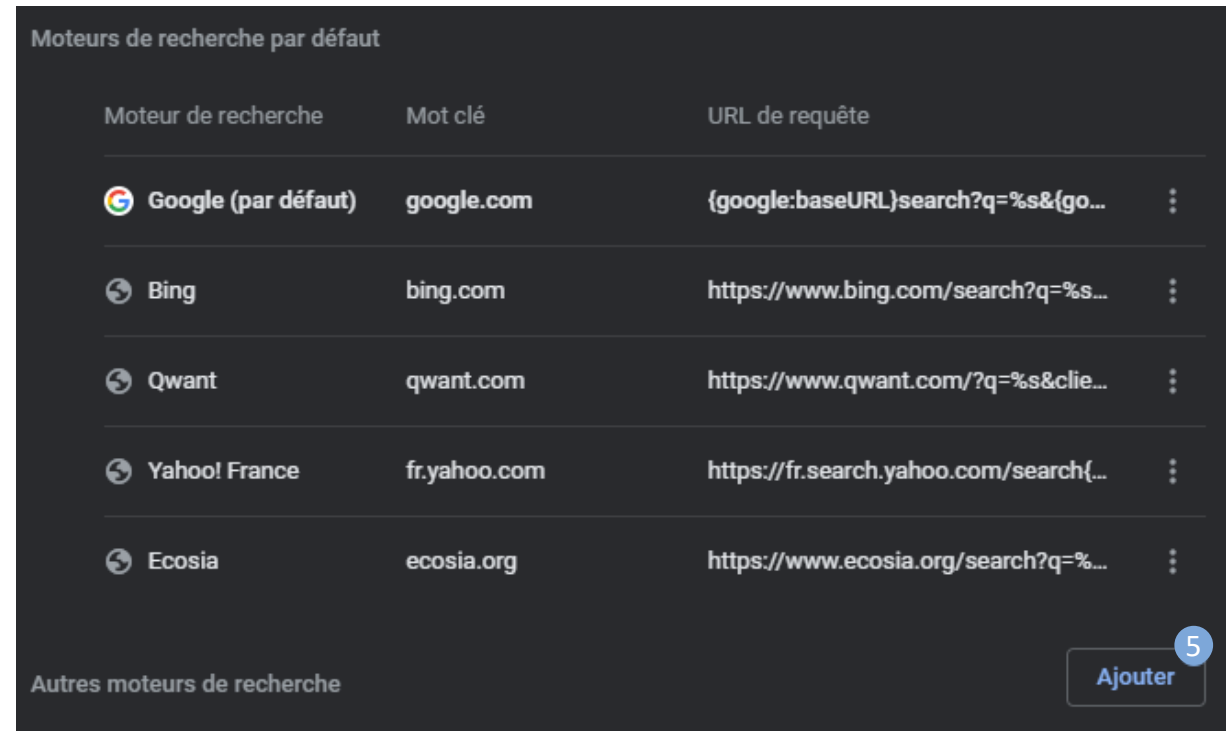 Moteurs de recherche par défaut
Moteur de recherche Mot clé URL de requête
Google (par défaut) google.com {google:baseURL}search?q=%s&{go...
Bing bing.com https://www.bing.com/search?q=%s...
Qwant qwant.com https://www.qwant.com/?q=%s&clie...
Yahoo! France fr.yahoo.com https://fr.search.yahoo.com/search{...
Ecosia ecosia.org https://www.ecosia.org/search?q=%...
5
Autres moteurs de recherche Ajouter